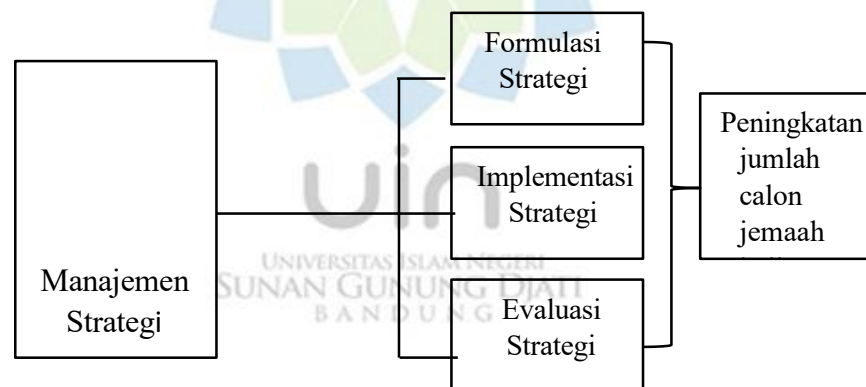 Formulasi
Strategi
Peningkatan
jumlah
calon
jemaah
Implementasi
Strategi
uin
UNIVERSITAS ISLAM NEGERI
SUNAN GUNUNG DJATI
BANDUNG
Manajemen
Strategi
Evaluasi
Strategi